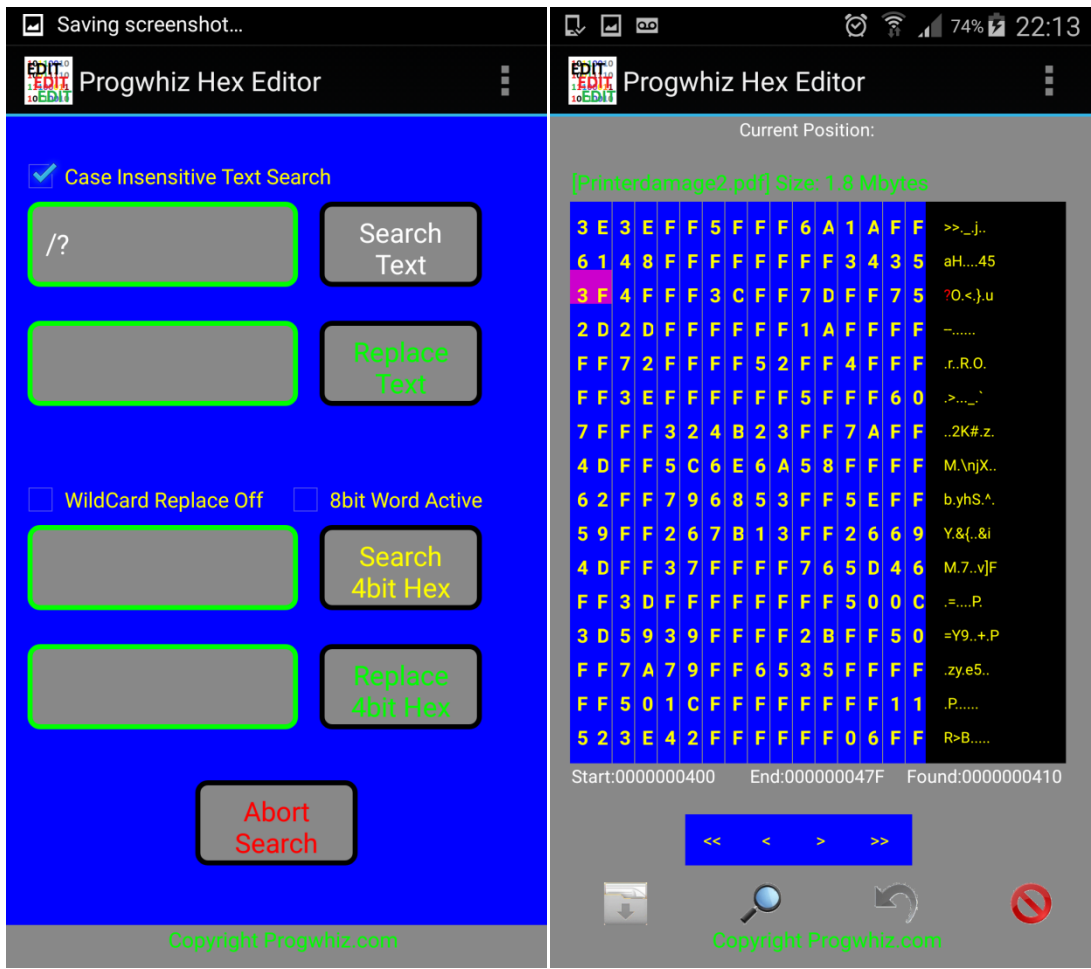 Saving screenshot...
EDIT
EDIT
EDIT
Progwhiz Hex Editor
Case Insensitive Text Search
/?
Search
Text
Replace
Text
WildCard Replace Off
8bit Word Active
Search
4bit Hex
Replace
4bit Hex
Abort
Search
Copyright Progwhiz.com
74% 22:13
EDIT
EDIT
EDIT
Progwhiz Hex Editor
Current Position:
[Printerdamage2.pdf] Size: 1.8 Mbytes
3 E 3 E F F 5 F F F 6 A 1 A F F >>._.j..
6 1 4 8 F F F F F F F F 3 4 3 5 aH....45
3 F 4 F F F 3 C F F 7 D F F 7 5 ?O.<.}.u
2 D 2 D F F F F F F 1 A F F F F --......
F F 7 2 F F F F 5 2 F F 4 F F F .r..R.O.
F F 3 E F F F F F F 5 F F F 6 0 .>..._.`
7 F F F 3 2 4 B 2 3 F F 7 A F F ..2K#.z.
4 D F F 5 C 6 E 6 A 5 8 F F F F M.\njX..
6 2 F F 7 9 6 8 5 3 F F 5 E F F b.yhS.^.
5 9 F F 2 6 7 B 1 3 F F 2 6 6 9 Y.&{..&i
4 D F F 3 7 F F F F 7 6 5 D 4 6 M.7..v]F
F F 3 D F F F F F F F F 5 0 0 C .=....P.
3 D 5 9 3 9 F F F F 2 B F F 5 0 =Y9..+.P
F F 7 A 7 9 F F 6 5 3 5 F F F F .zy.e5..
F F 5 0 1 C F F F F F F F F 1 1 .P......
5 2 3 E 4 2 F F F F F F 0 6 F F R>B.....
Start:0000000400 End:000000047F Found:0000000410
<< < > >>
Copyright Progwhiz.com